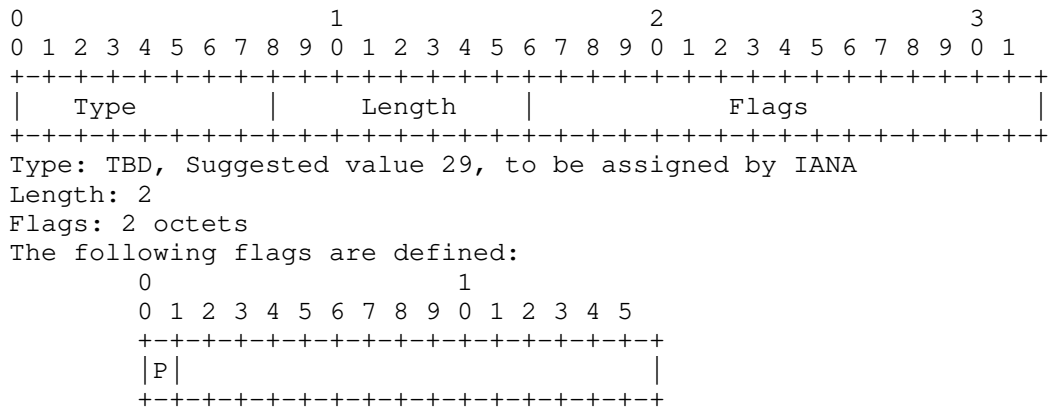 0                   1                   2                   3
0 1 2 3 4 5 6 7 8 9 0 1 2 3 4 5 6 7 8 9 0 1 2 3 4 5 6 7 8 9 0 1
+-+-+-+-+-+-+-+-+-+-+-+-+-+-+-+-+-+-+-+-+-+-+-+-+-+-+-+-+-+-+-+-+
|   Type        |     Length    |            Flags              |
+-+-+-+-+-+-+-+-+-+-+-+-+-+-+-+-+-+-+-+-+-+-+-+-+-+-+-+-+-+-+-+-+
Type: TBD, Suggested value 29, to be assigned by IANA
Length: 2
Flags: 2 octets
The following flags are defined:
        0                   1
        0 1 2 3 4 5 6 7 8 9 0 1 2 3 4 5
        +-+-+-+-+-+-+-+-+-+-+-+-+-+-+-+-+
        |P|                             |
        +-+-+-+-+-+-+-+-+-+-+-+-+-+-+-+-+